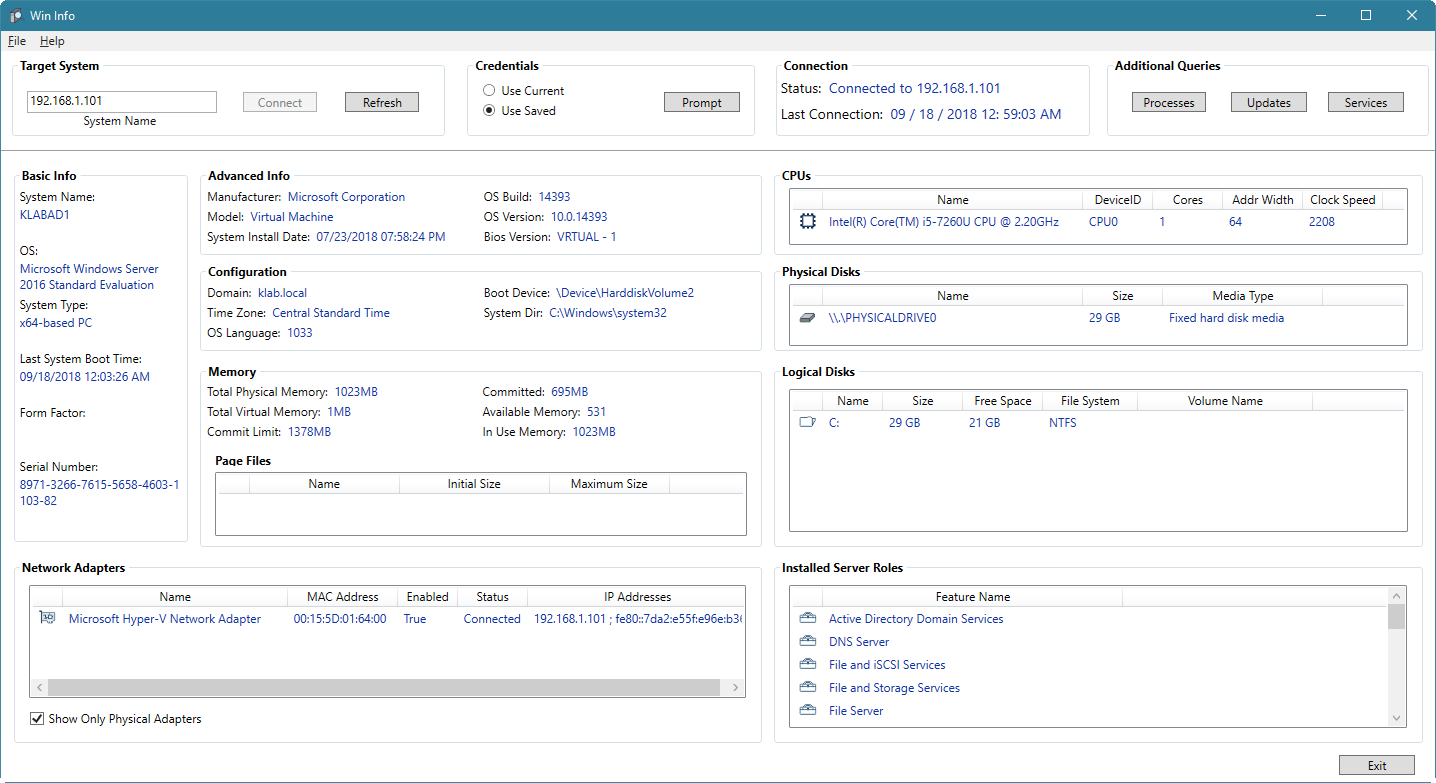 Win Info
File Help
Target System
192.168.1.101
System Name
Connect
Refresh
Credentials
Use Current
Use Saved
Prompt
Connection
Status: Connected to 192.168.1.101
Last Connection: 09 / 18 / 2018 12: 59:03 AM
Additional Queries
Processes
Updates
Services
Basic Info
System Name:
KLABAD1
OS:
Microsoft Windows Server
2016 Standard Evaluation
System Type:
x64-based PC
Last System Boot Time:
09/18/2018 12:03:26 AM
Form Factor:
Serial Number:
8971-3266-7615-5658-4603-1
103-82
Advanced Info
Manufacturer: Microsoft Corporation
Model: Virtual Machine
System Install Date: 07/23/2018 07:58:24 PM
OS Build: 14393
OS Version: 10.0.14393
Bios Version: VRTUAL - 1
Configuration
Domain: klab.local
Time Zone: Central Standard Time
OS Language: 1033
Boot Device: \Device\HarddiskVolume2
System Dir: C:\Windows\system32
Memory
Total Physical Memory: 1023MB
Total Virtual Memory: 1MB
Commit Limit: 1378MB
Committed: 695MB
Available Memory: 531
In Use Memory: 1023MB
Page Files
Name Initial Size Maximum Size
CPUs
Name DeviceID Cores Addr Width Clock Speed
Intel(R) Core(TM) i5-7260U CPU @ 2.20GHz CPU0 1 64 2208
Physical Disks
Name Size Media Type
\\.\PHYSICALDRIVE0 29 GB Fixed hard disk media
Logical Disks
Name Size Free Space File System Volume Name
C: 29 GB 21 GB NTFS
Network Adapters
Name MAC Address Enabled Status IP Addresses
Microsoft Hyper-V Network Adapter 00:15:5D:01:64:00 True Connected 192.168.1.101 ; fe80::7da2:e55f:e96e:b36
Show Only Physical Adapters
Installed Server Roles
Feature Name
Active Directory Domain Services
DNS Server
File and iSCSI Services
File and Storage Services
File Server
Exit